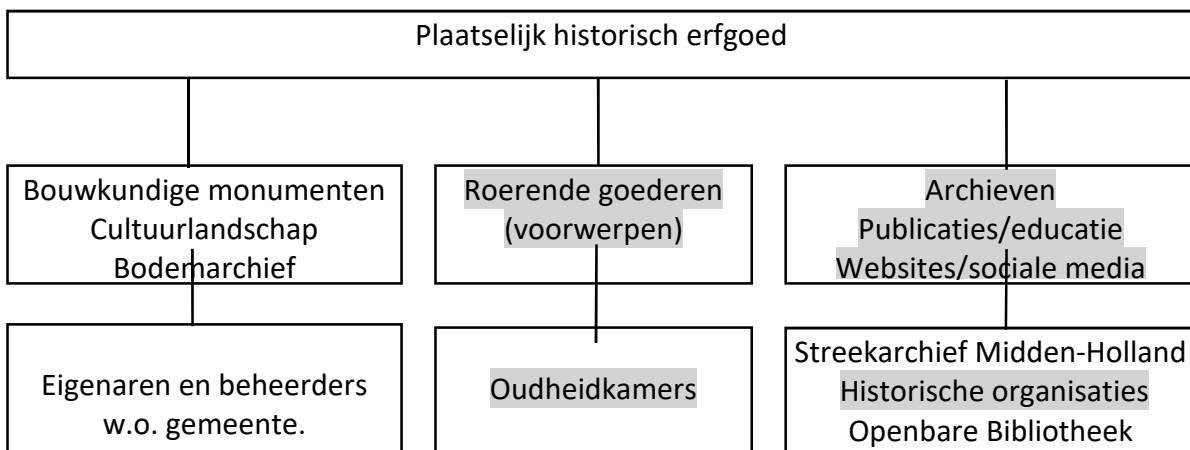 Plaatselijk historisch erfgoed
Bouwkundige monumenten
Cultuurlandschap
Bodemarchief
Roerende goederen
(voorwerpen)
Archieven
Publicaties/educatie
Websites/sociale media
Eigenaren en beheerders
w.o. gemeente.
Oudheidkamers
Streekarchief Midden-Holland
Historische organisaties
Openbare Bibliotheek